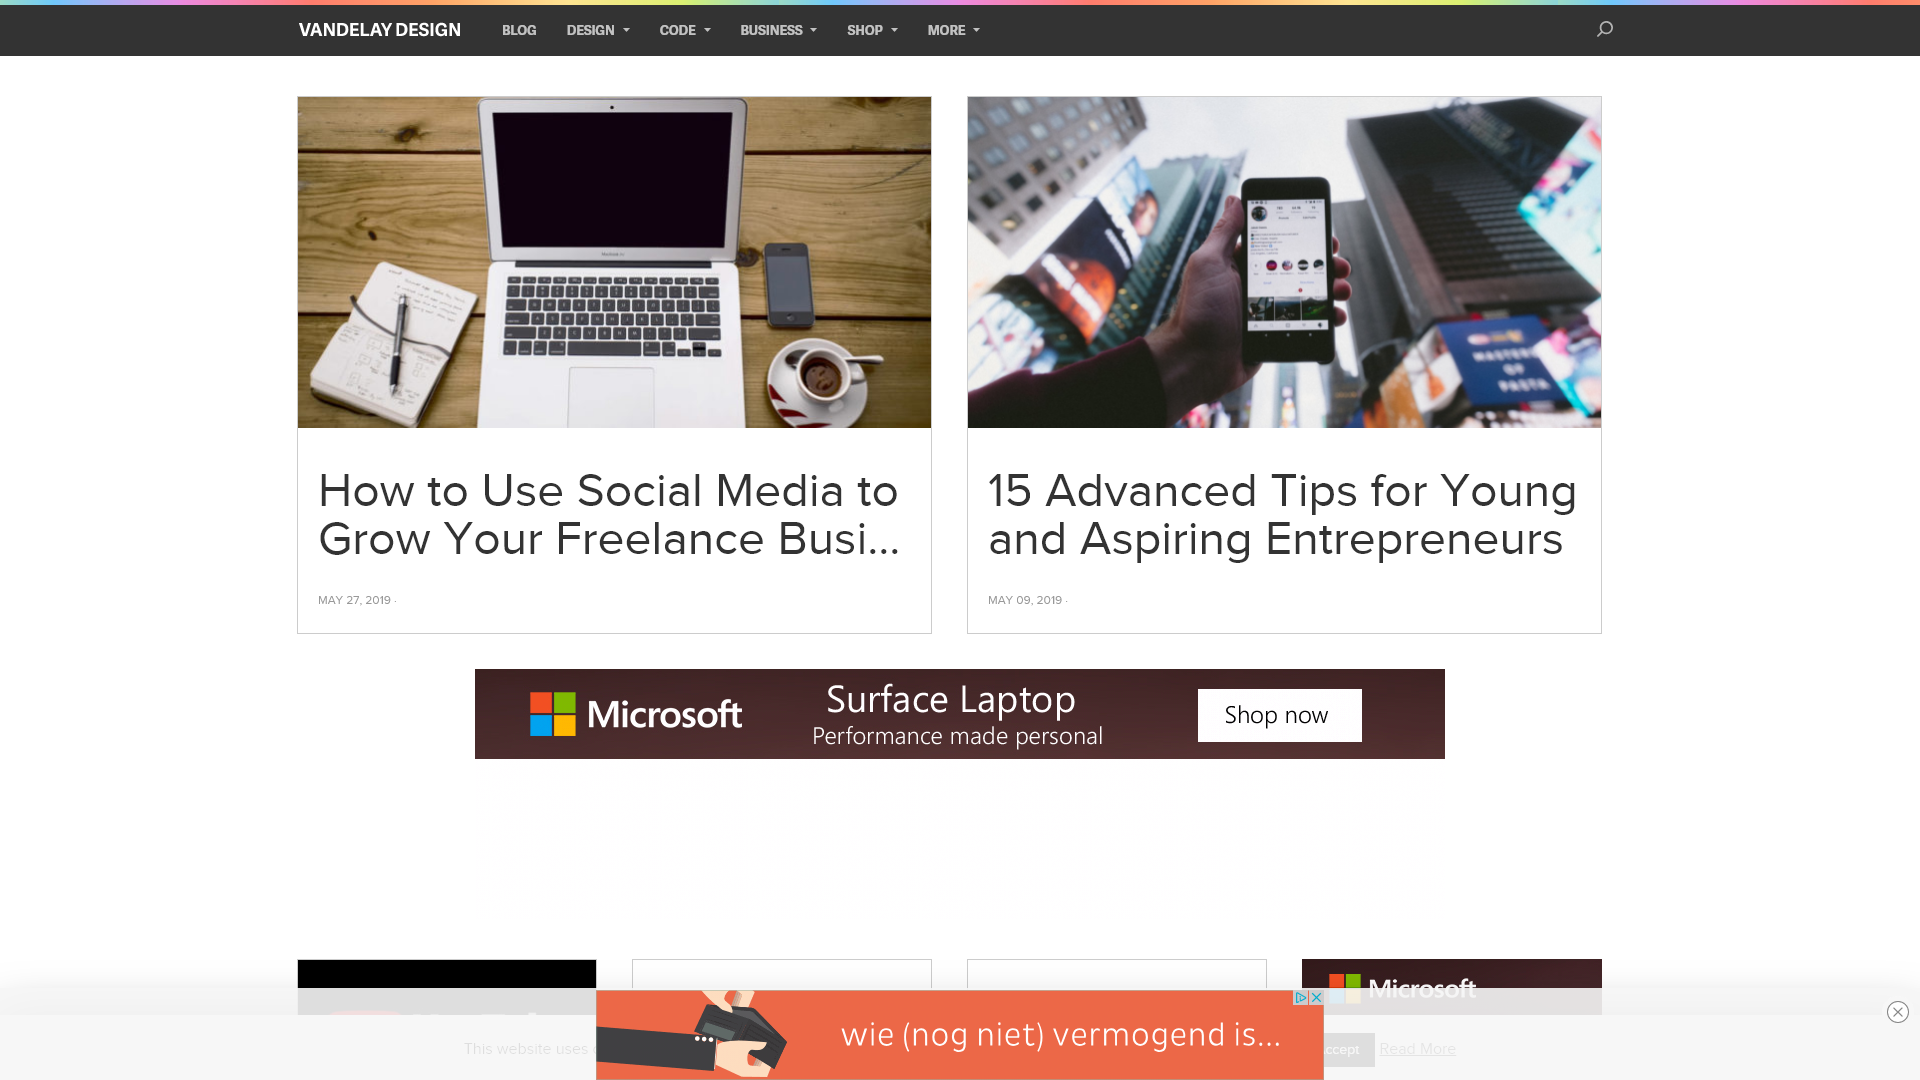 VANDELAY DESIGN
BLOG DESIGN CODE BUSINESS SHOP MORE
How to Use Social Media to
Grow Your Freelance Busi...
MAY 27, 2019 ·
15 Advanced Tips for Young
and Aspiring Entrepreneurs
MAY 09, 2019 ·
Microsoft
Surface Laptop
Performance made personal
Shop now
Microsoft
This website uses
wie (nog niet) vermogend is...
Read More